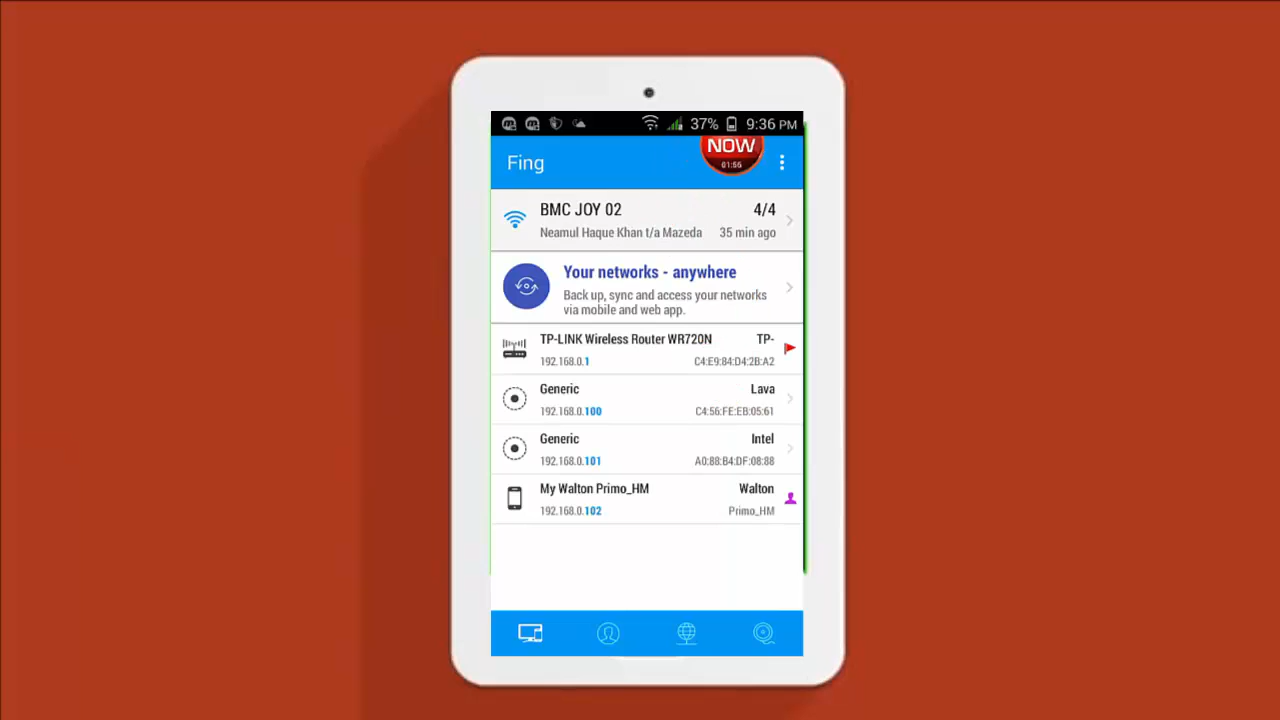 37% 9:36 PM
Fing
NOW
01:56
BMC JOY 02 4/4
Neamul Haque Khan t/a Mazeda 35 min ago
Your networks - anywhere
Back up, sync and access your networks
via mobile and web app.
TP-LINK Wireless Router WR720N TP-
192.168.0.1 C4:E9:84:D4:2B:A2
Generic Lava
192.168.0.100 C4:56:FE:EB:05:61
Generic Intel
192.168.0.101 A0:88:B4:DF:08:88
My Walton Primo_HM Walton
192.168.0.102 Primo_HM